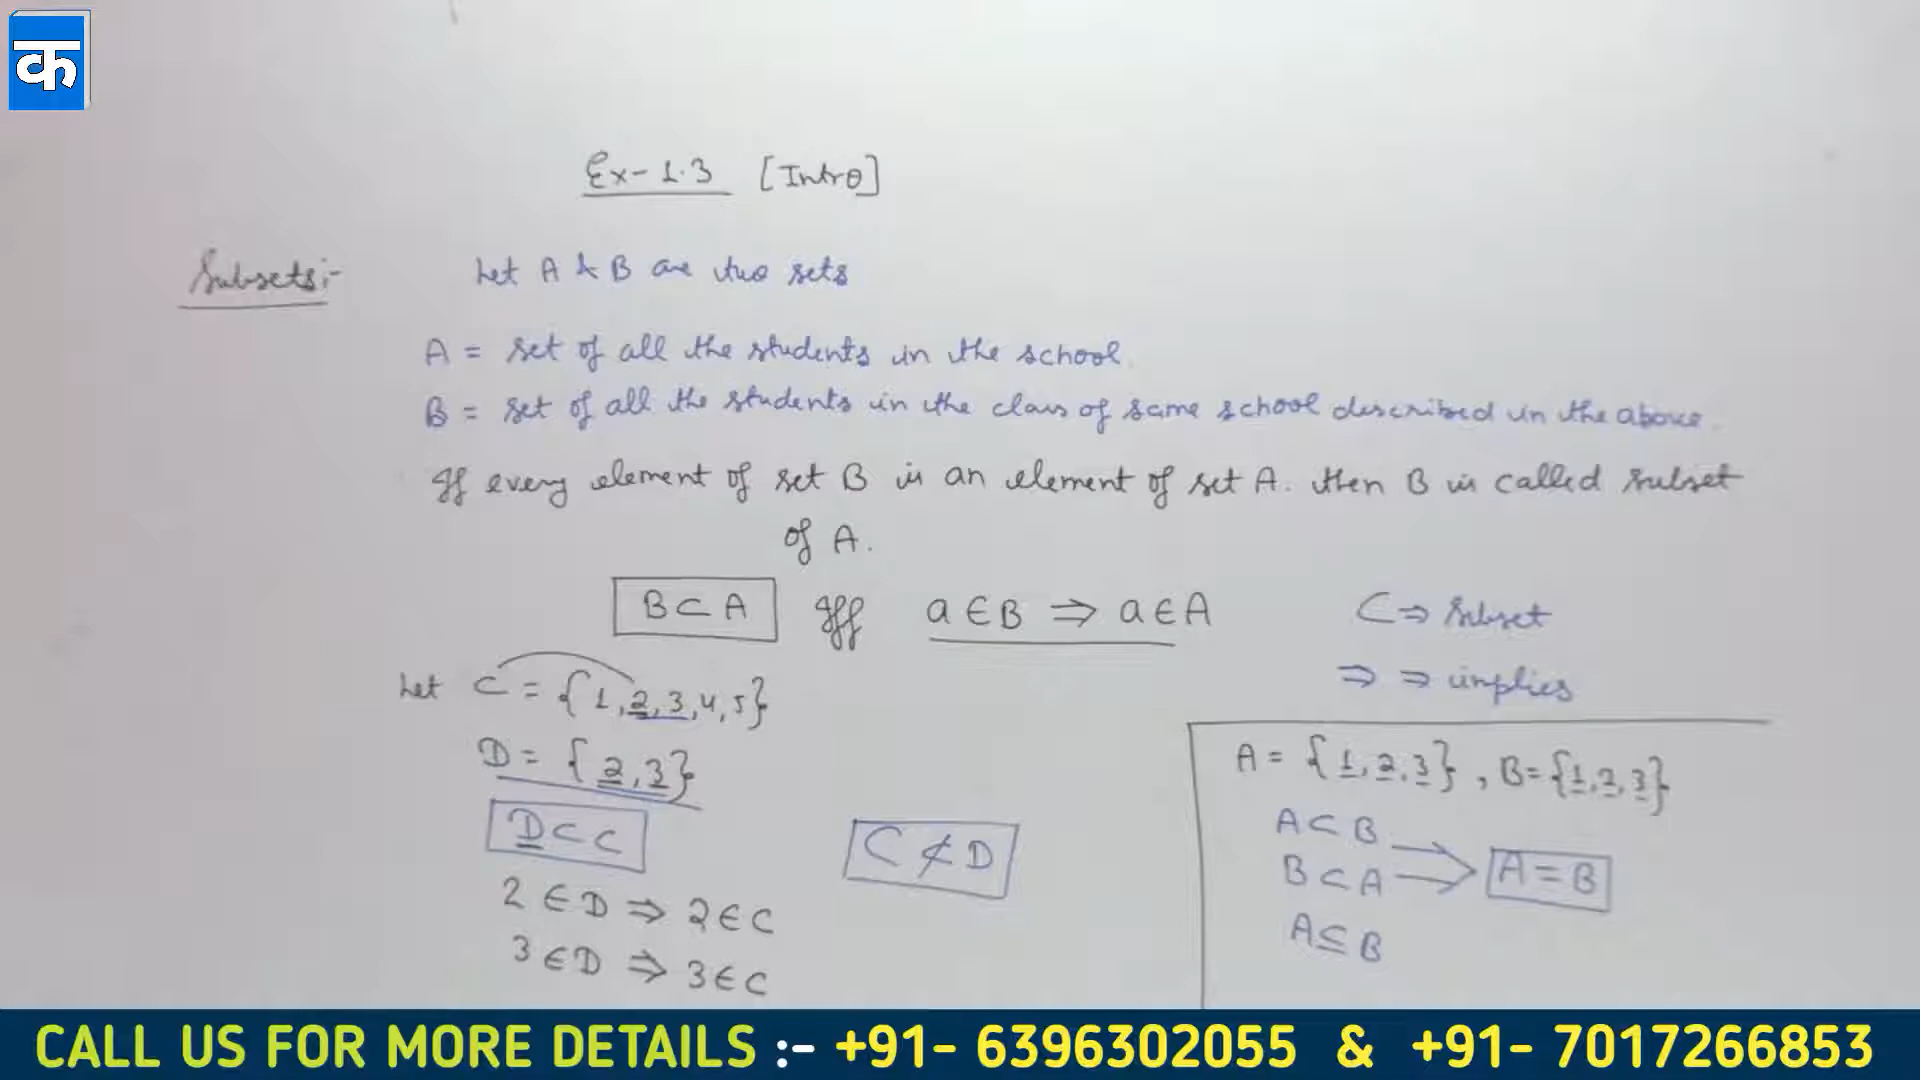 क
Ex-1.3 [Intro]
Subsets:- Let A & B are two sets
A = set of all the students in the school.
B = set of all the students in the class of same school described in the above.
If every element of set B is an element of set A. then B is called subset
of A.
B⊂A iff a∈B ⇒ a∈A
⊂ ⇒ subset
⇒ ⇒ implies
Let C = {1,2,3,4,5}
D = {2,3}
D⊂C
C⊄D
2∈D ⇒ 2∈C
3∈D ⇒ 3∈C
A = {1,2,3}, B={1,2,3}
A⊂B
B⊂A
A=B
A⊆B
CALL US FOR MORE DETAILS :- +91- 6396302055 & +91- 7017266853